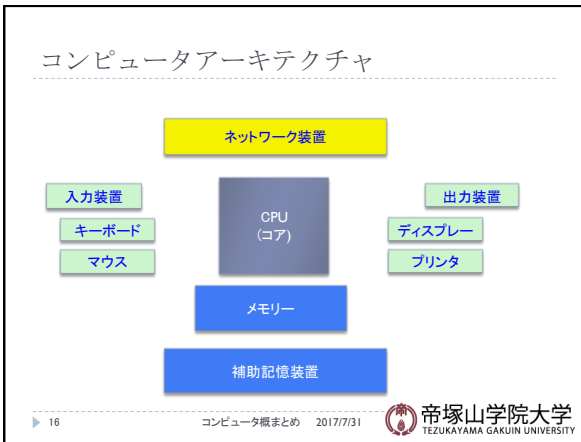 コンピュータアーキテクチャ
ネットワーク装置
入力装置
キーボード
マウス
CPU
(コア)
出力装置
ディスプレー
プリンタ
メモリー
補助記憶装置
16
コンピュータ概まとめ 2017/7/31
帝塚山学院大学
TEZUKAYAMA GAKUIN UNIVERSITY